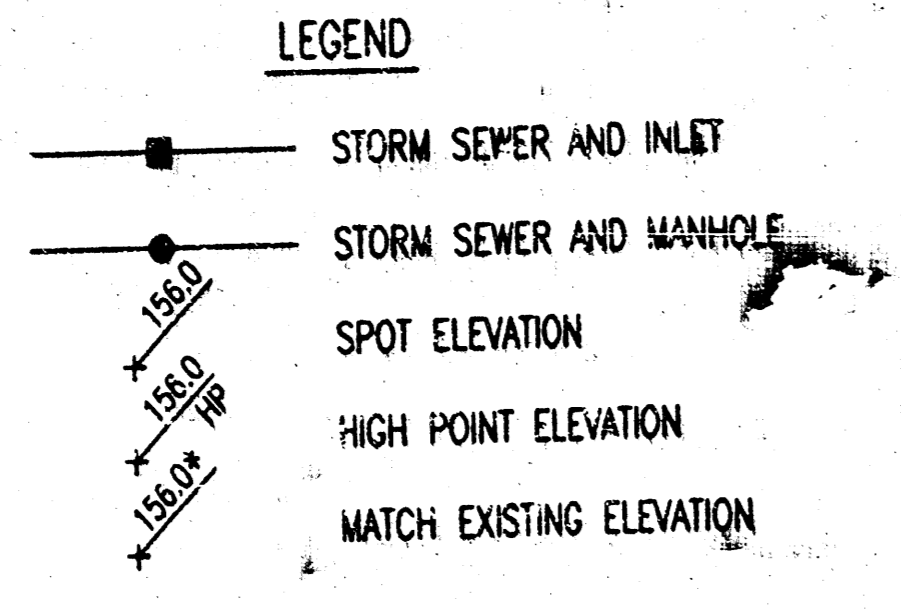 LEGEND
STORM SEWER AND INLET
STORM SEWER AND MANHOLE
156.0
SPOT ELEVATION
156.0
HP
HIGH POINT ELEVATION
156.0*
MATCH EXISTING ELEVATION